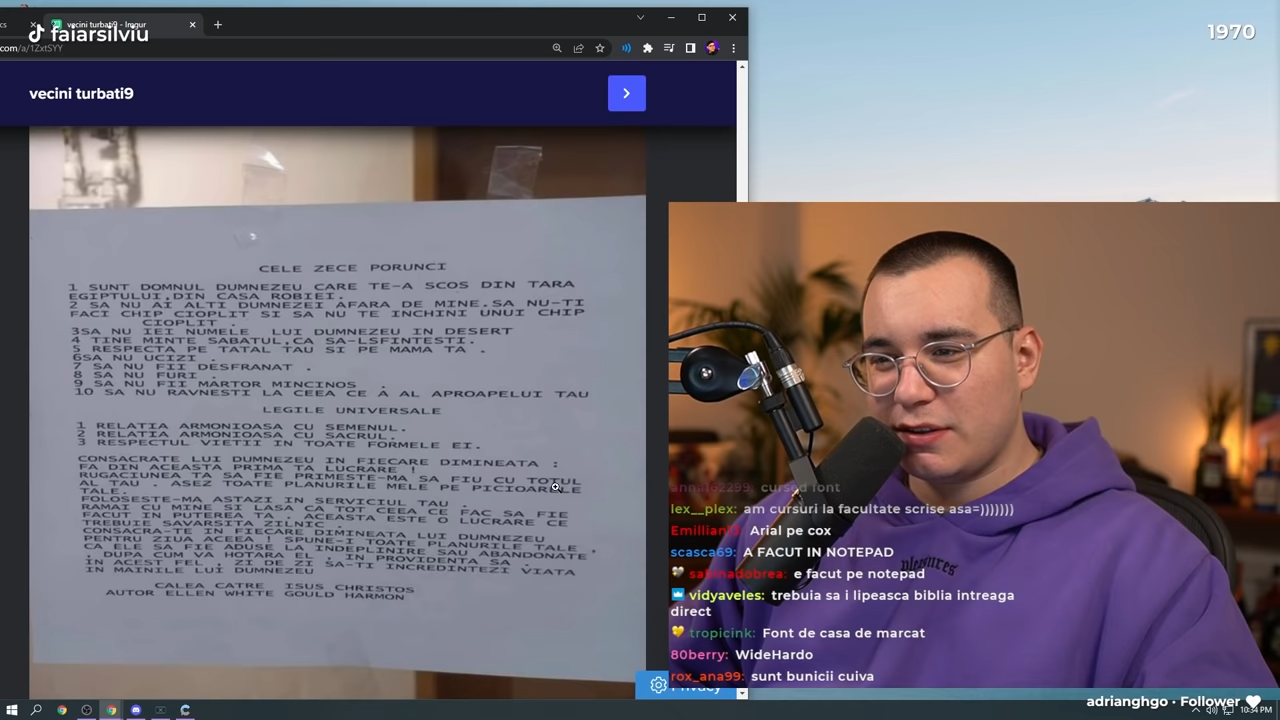 vecini turbati9 - Imgur
faiarsilviu
com/a/1ZxtSYY
1970
vecini turbati9
CELE ZECE PORUNCI
1 SUNT DOMNUL DUMNEZEU CARE TE-A SCOS DIN TARA
EGIPTULUI,DIN CASA ROBIEI.
2 SA NU AI ALTI DUMNEZEI AFARA DE MINE.SA NU-TI
FACI CHIP CIOPLIT SI SA NU TE INCHINI UNUI CHIP
CIOPLIT .
3SA NU IEI NUMELE LUI DUMNEZEU IN DESERT
4 TINE MINTE SABATUL,CA SA-LSFINTESTI.
5 RESPECTA PE TATAL TAU SI PE MAMA TA .
6SA NU UCIZI .
7 SA NU FII DESFRANAT .
8 SA NU FURI .
9 SA NU FII MARTOR MINCINOS .
10 SA NU RAVNESTI LA CEEA CE A AL APROAPELUI TAU
LEGILE UNIVERSALE
1 RELATIA ARMONIOASA CU SEMENUL.
2 RELATIA ARMONIOASA CU SACRUL.
3 RESPECTUL VIETII IN TOATE FORMELE EI.
CONSACRATE LUI DUMNEZEU IN FIECARE DIMINEATA :
FA DIN ACEASTA PRIMA TA LUCRARE !
RUGACIUNEA TA SA FIE PRIMESTE-MA SA FIU CU TOTUL
AL TAU . ASEZ TOATE PLANURILE MELE PE PICIOARELE
TALE.
FOLOSESTE-MA ASTAZI IN SERVICIUL TAU .
RAMAI CU MINE SI LASA CA TOT CEEA CE FAC SA FIE
FACUT IN PUTEREA TA. ACEASTA ESTE O LUCRARE CE
TREBUIE SAVARSITA ZILNIC .
CONSACRA-TE IN FIECARE DIMINEATA LUI DUMNEZEU
PENTRU ZIUA ACEEA ! SPUNE-I TOATE PLANURILE TALE ,
CA ELE SA FIE ADUSE LA INDEPLINIRE SAU ABANDONATE
, DUPA CUM VA HOTARA EL . IN PROVIDENTA SA .
IN ACEST FEL , ZI DE ZI SA-TI INCREDINTEZI VIATA
IN MAINILE LUI DUMNEZEU
CALEA CATRE ISUS CHRISTOS
AUTOR ELLEN WHITE GOULD HARMON
pleasures
cursed font
lex__plex: am cursuri la facultate scrise asa=)))))))
Arial pe cox
scasca69: A FACUT IN NOTEPAD
e facut pe notepad
vidyaveles: trebuia sa i lipeasca biblia intreaga
direct
tropicink: Font de casa de marcat
80berry: WideHardo
rox_ana99: sunt bunicii cuiva
Privacy
adrianghgo · Follower
10:34 PM